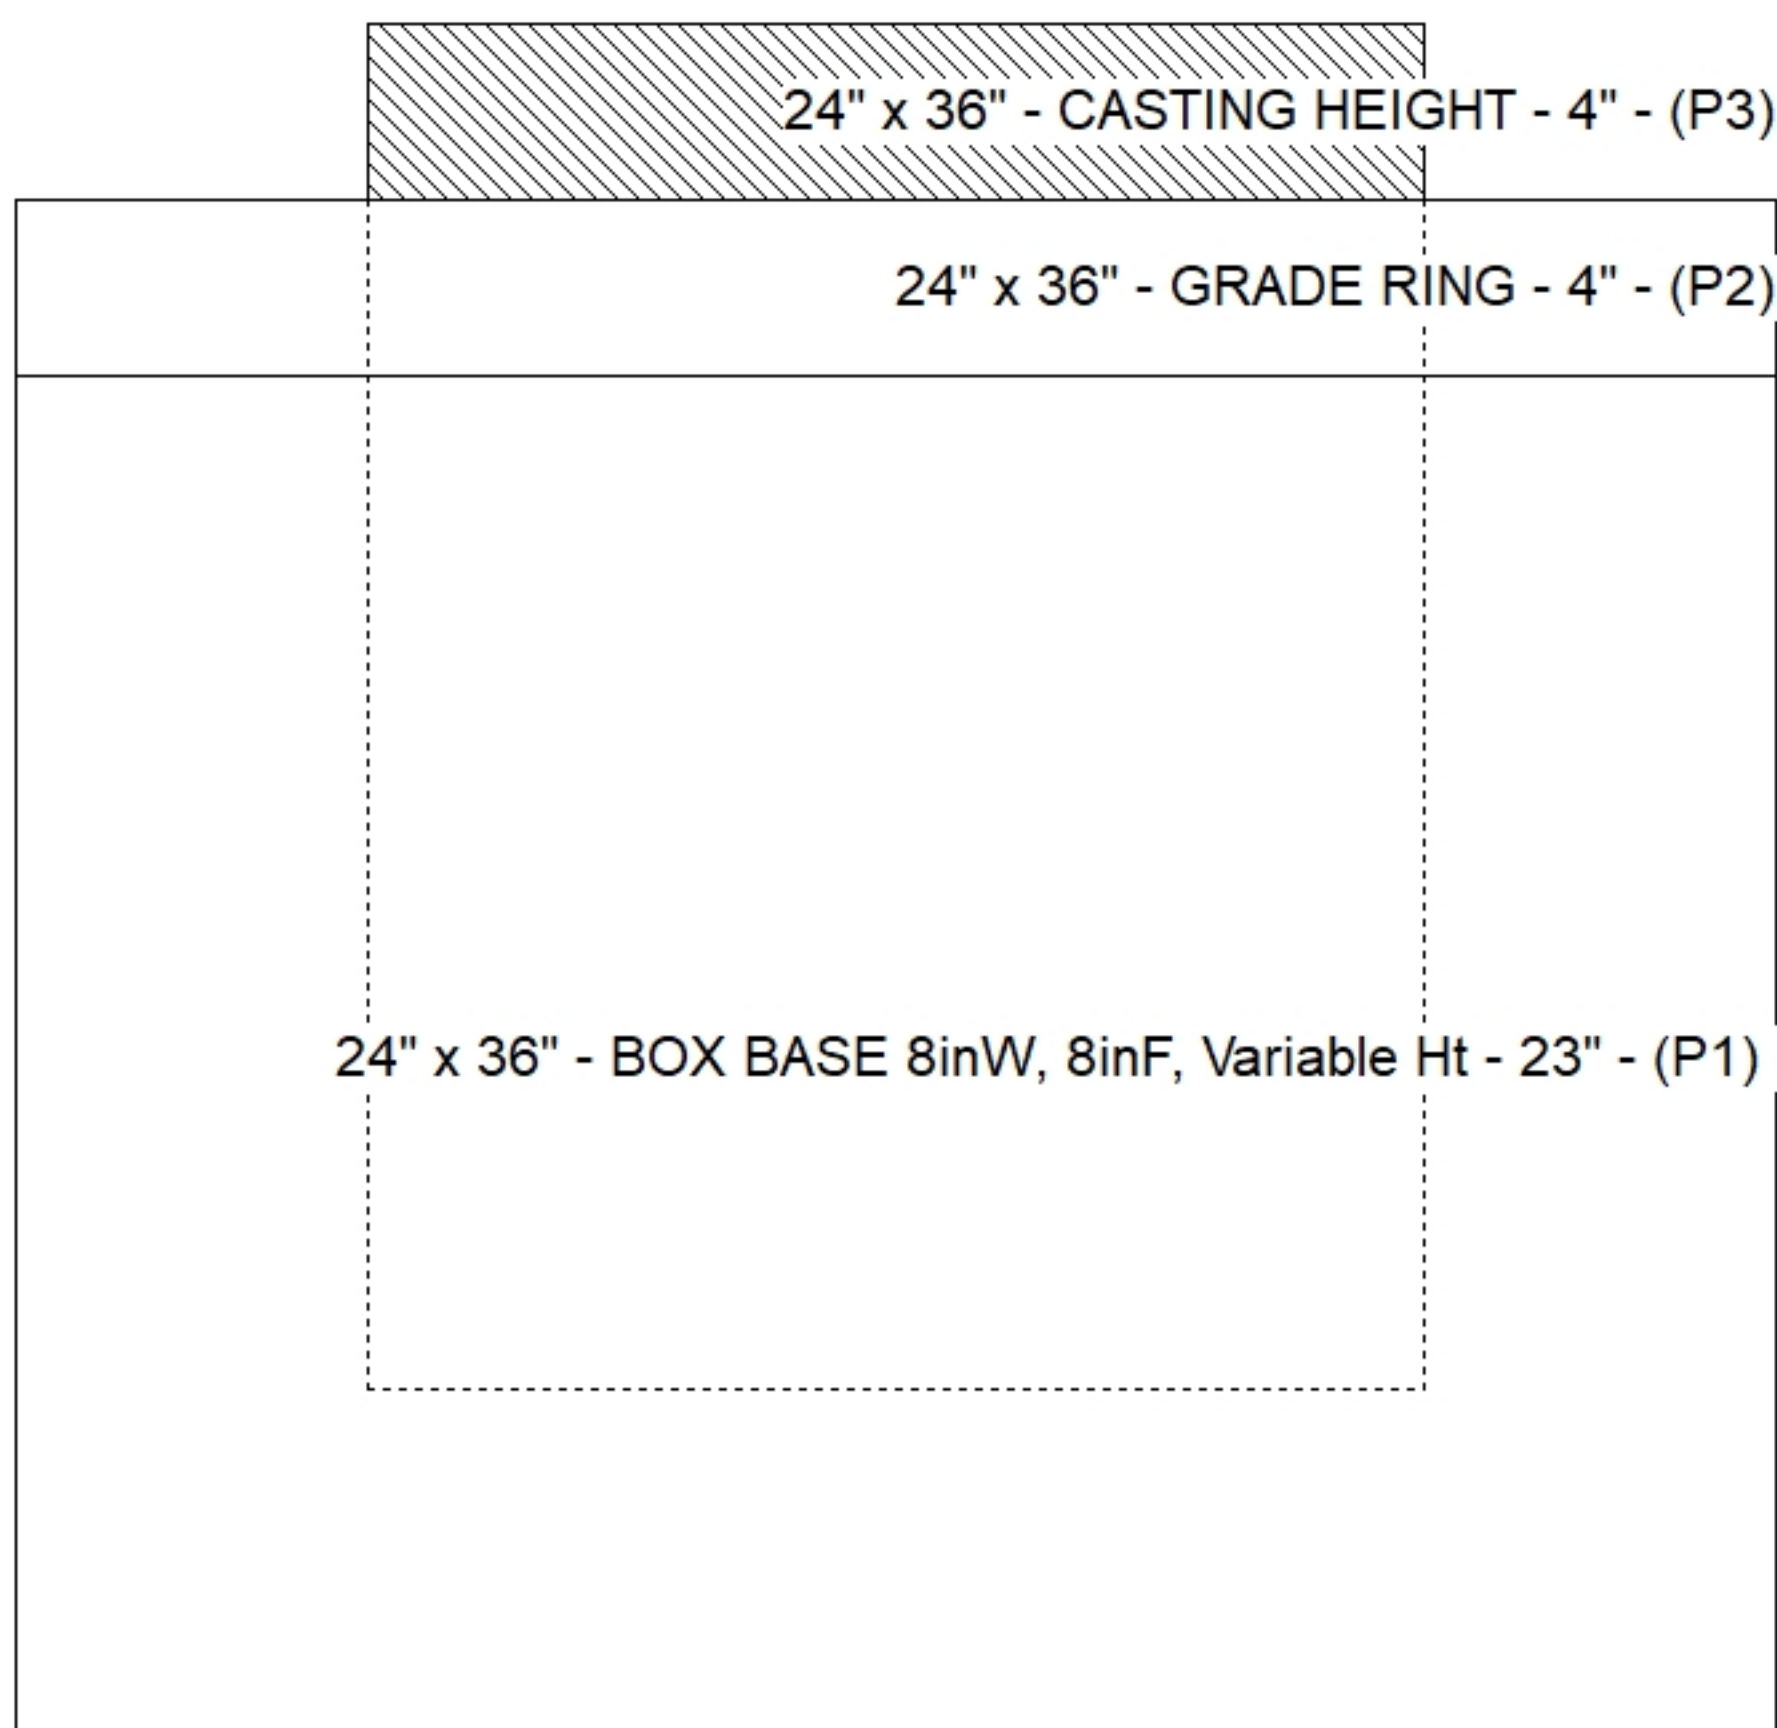 24" x 36" - CASTING HEIGHT - 4" - (P3)
24" x 36" - GRADE RING - 4" - (P2)
24" x 36" - BOX BASE 8inW, 8inF, Variable Ht - 23" - (P1)